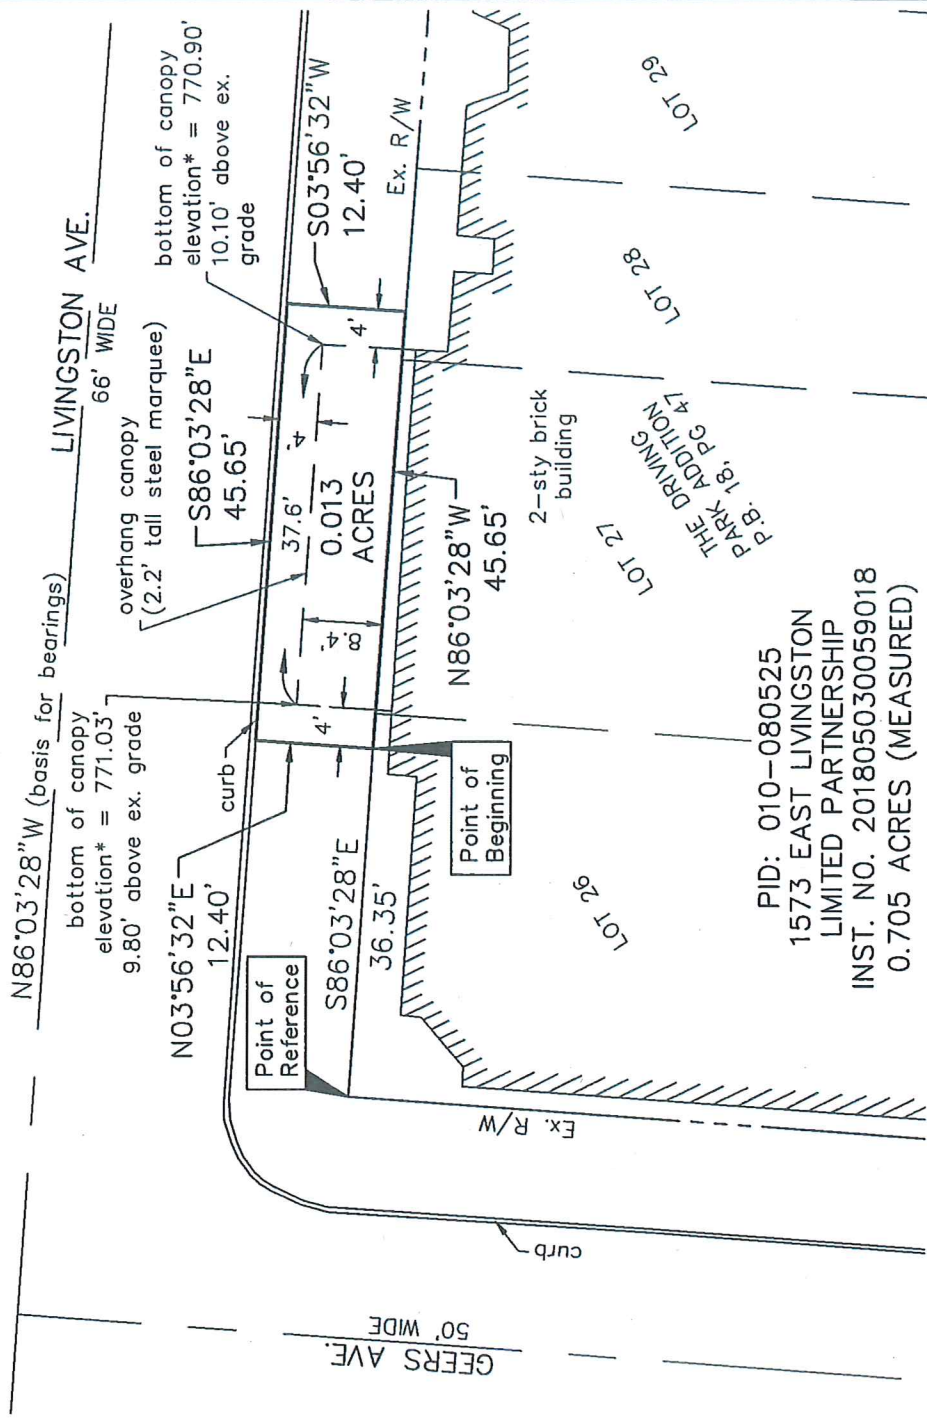 N86°03'28"W (basis for bearings)
LIVINGSTON AVE.
66' WIDE
bottom of canopy
elevation* = 771.03'
9.80' above ex. grade
overhang canopy
(2.2' tall steel marquee)
bottom of canopy
elevation* = 770.90'
10.10' above ex.
grade
curb
S86°03'28"E
45.65'
S03°56'32"W
12.40'
Ex. R/W
N03°56'32"E
12.40'
4'
37.6'
4'
4'
8.4'
0.013
ACRES
Point of
Reference
S86°03'28"E
36.35'
Point of
Beginning
N86°03'28"W
45.65'
2-sty brick
building
LOT 26
LOT 27
LOT 28
LOT 29
THE DRIVING
PARK ADDITION
P.B. 18, PG 47
Ex. R/W
curb
GEERS AVE.
50' WIDE
PID: 010-080525
1573 EAST LIVINGSTON
LIMITED PARTNERSHIP
INST. NO. 201805030059018
0.705 ACRES (MEASURED)